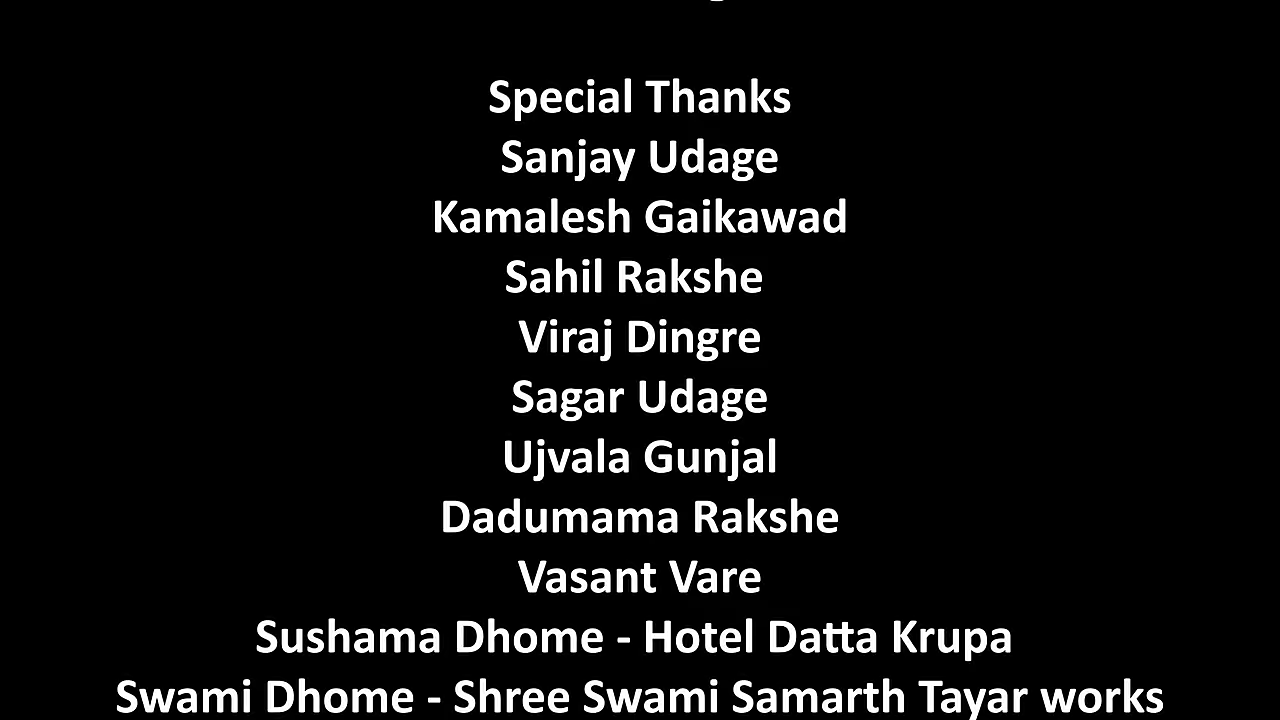 Special Thanks
Sanjay Udage
Kamalesh Gaikawad
Sahil Rakshe
Viraj Dingre
Sagar Udage
Ujvala Gunjal
Dadumama Rakshe
Vasant Vare
Sushama Dhome - Hotel Datta Krupa
Swami Dhome - Shree Swami Samarth Tayar works